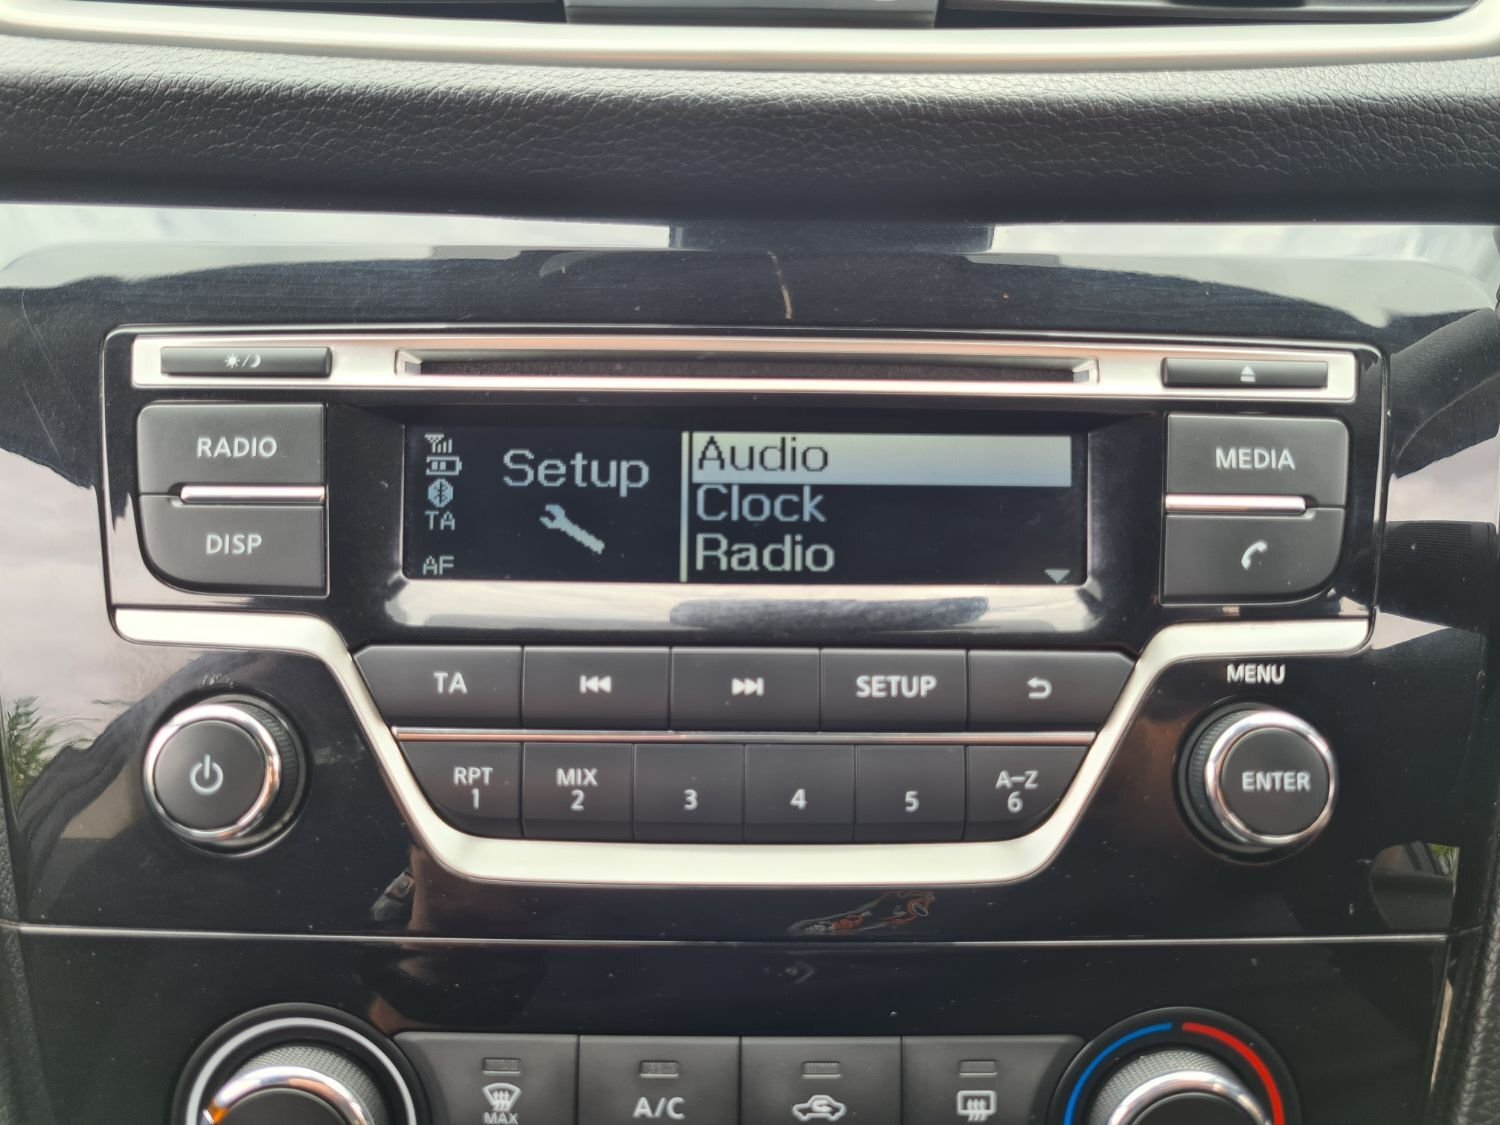 RADIO
DISP
TA
AF
Setup
Audio
Clock
Radio
MEDIA
TA
SETUP
MENU
RPT
1
MIX
2
3
4
5
A-Z
6
ENTER
MAX
A/C